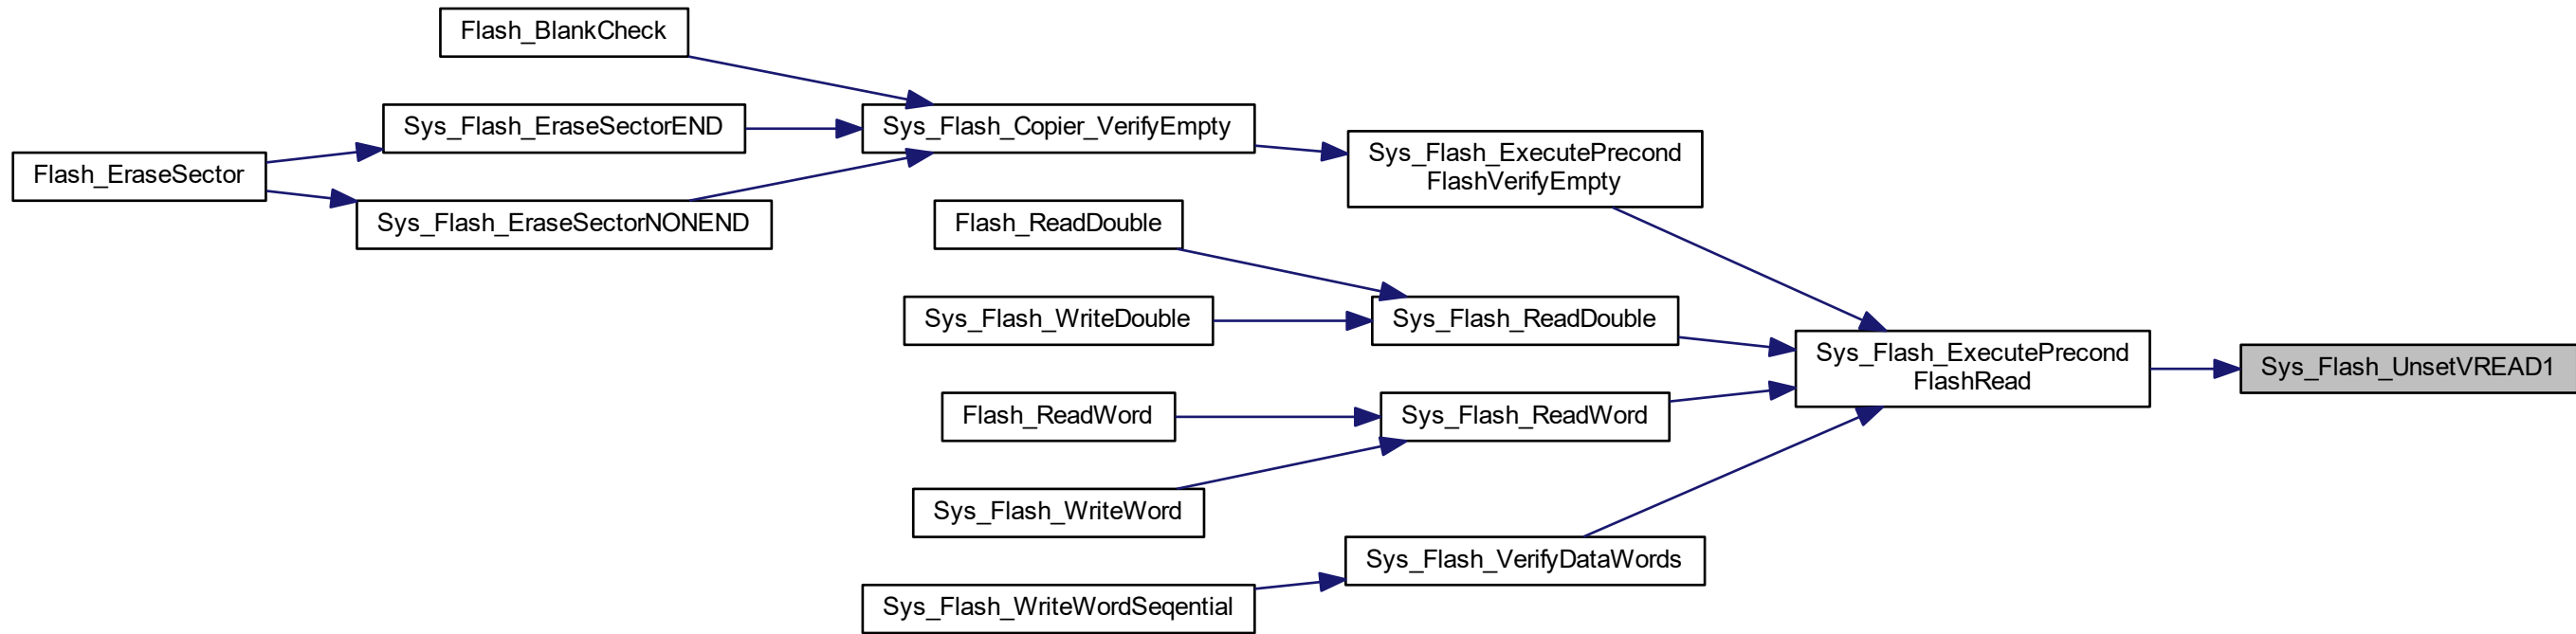 Flash_BlankCheck
Sys_Flash_EraseSectorEND
Sys_Flash_Copier_VerifyEmpty
Sys_Flash_ExecutePrecond
FlashVerifyEmpty
Flash_EraseSector
Sys_Flash_EraseSectorNONEND
Flash_ReadDouble
Sys_Flash_WriteDouble
Sys_Flash_ReadDouble
Sys_Flash_ExecutePrecond
FlashRead
Sys_Flash_UnsetVREAD1
Flash_ReadWord
Sys_Flash_ReadWord
Sys_Flash_WriteWord
Sys_Flash_VerifyDataWords
Sys_Flash_WriteWordSeqential